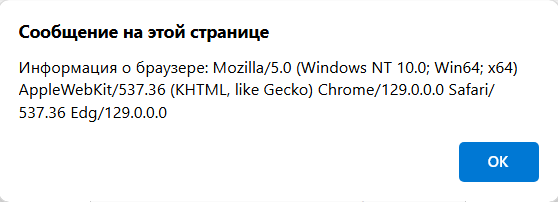 Сообщение на этой странице
Информация о браузере: Mozilla/5.0 (Windows NT 10.0; Win64; x64)
AppleWebKit/537.36 (KHTML, like Gecko) Chrome/129.0.0.0 Safari/
537.36 Edg/129.0.0.0
ОК